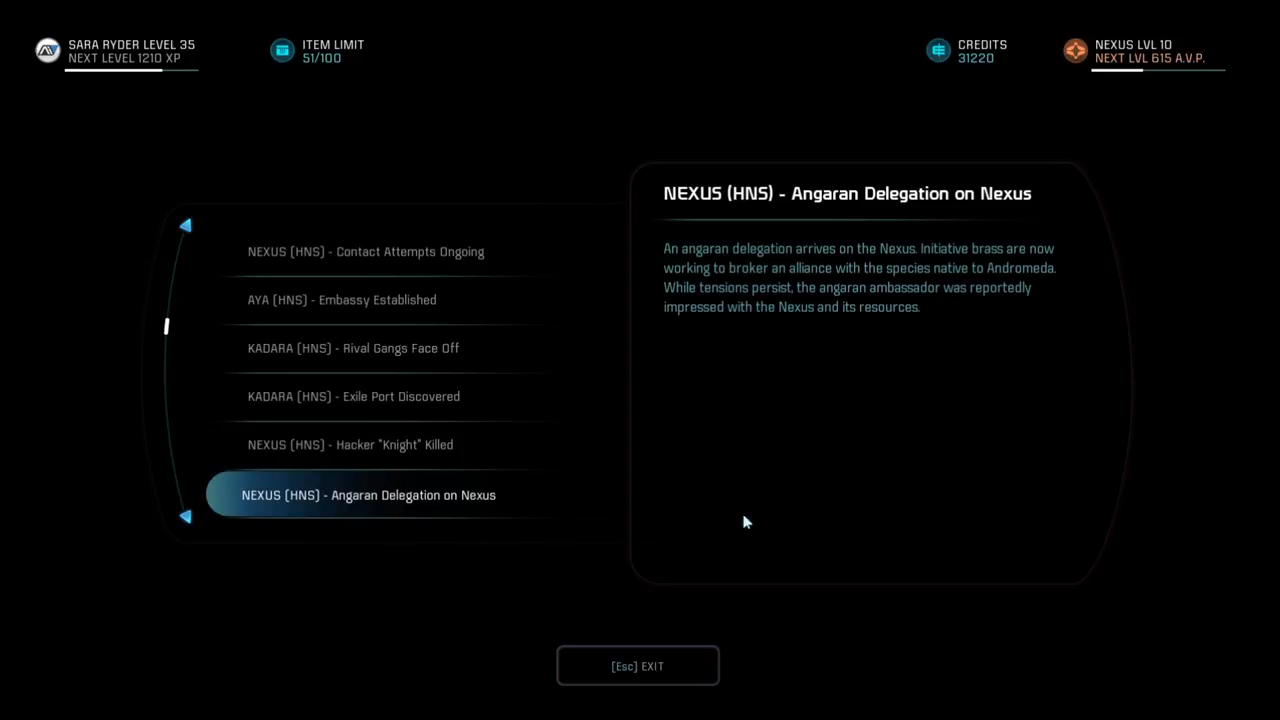 SARA RYDER LEVEL 35
NEXT LEVEL 1210 XP
ITEM LIMIT
51/100
CREDITS
31220
NEXUS LVL 10
NEXT LVL 615 A.V.P.
NEXUS (HNS) - Contact Attempts Ongoing
AYA (HNS) - Embassy Established
KADARA (HNS) - Rival Gangs Face Off
KADARA (HNS) - Exile Port Discovered
NEXUS (HNS) - Hacker "Knight" Killed
NEXUS (HNS) - Angaran Delegation on Nexus
NEXUS (HNS) - Angaran Delegation on Nexus
An angaran delegation arrives on the Nexus. Initiative brass are now
working to broker an alliance with the species native to Andromeda.
While tensions persist, the angaran ambassador was reportedly
impressed with the Nexus and its resources.
[Esc] EXIT